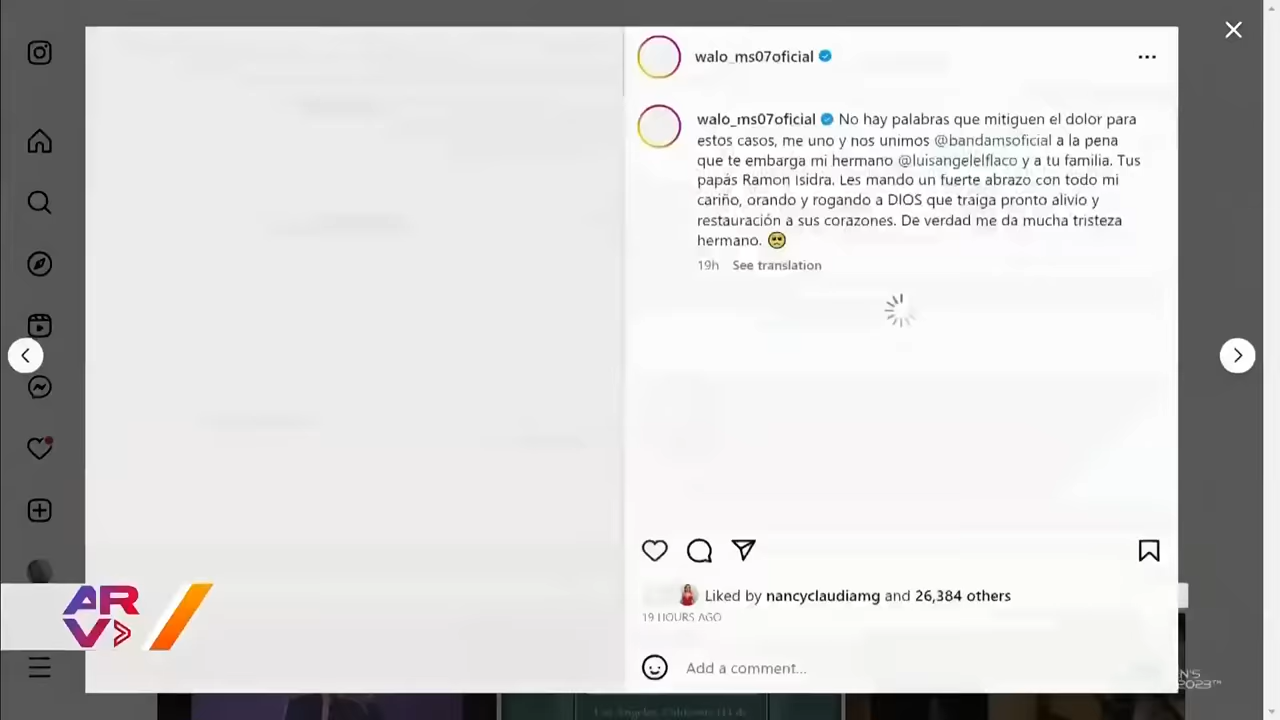 walo_ms07oficial
walo_ms07oficial No hay palabras que mitiguen el dolor para
estos casos, me uno y nos unimos @bandamsoficial a la pena
que te embarga mi hermano @luisangelelflaco y a tu familia. Tus
papás Ramon Isidra. Les mando un fuerte abrazo con todo mi
cariño, orando y rogando a DIOS que traiga pronto alivio y
restauración a sus corazones. De verdad me da mucha tristeza
hermano.
19h See translation
Liked by nancyclaudiamg and 26,384 others
19 HOURS AGO
Add a comment...
ARV
2023™